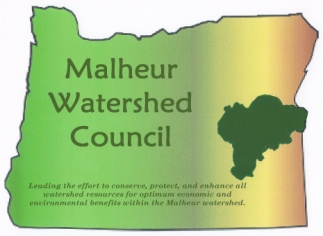 Malheur
Watershed
Council
Leading the effort to conserve, protect, and enhance all
watershed resources for optimum economic and
environmental benefits within the Malheur watershed.